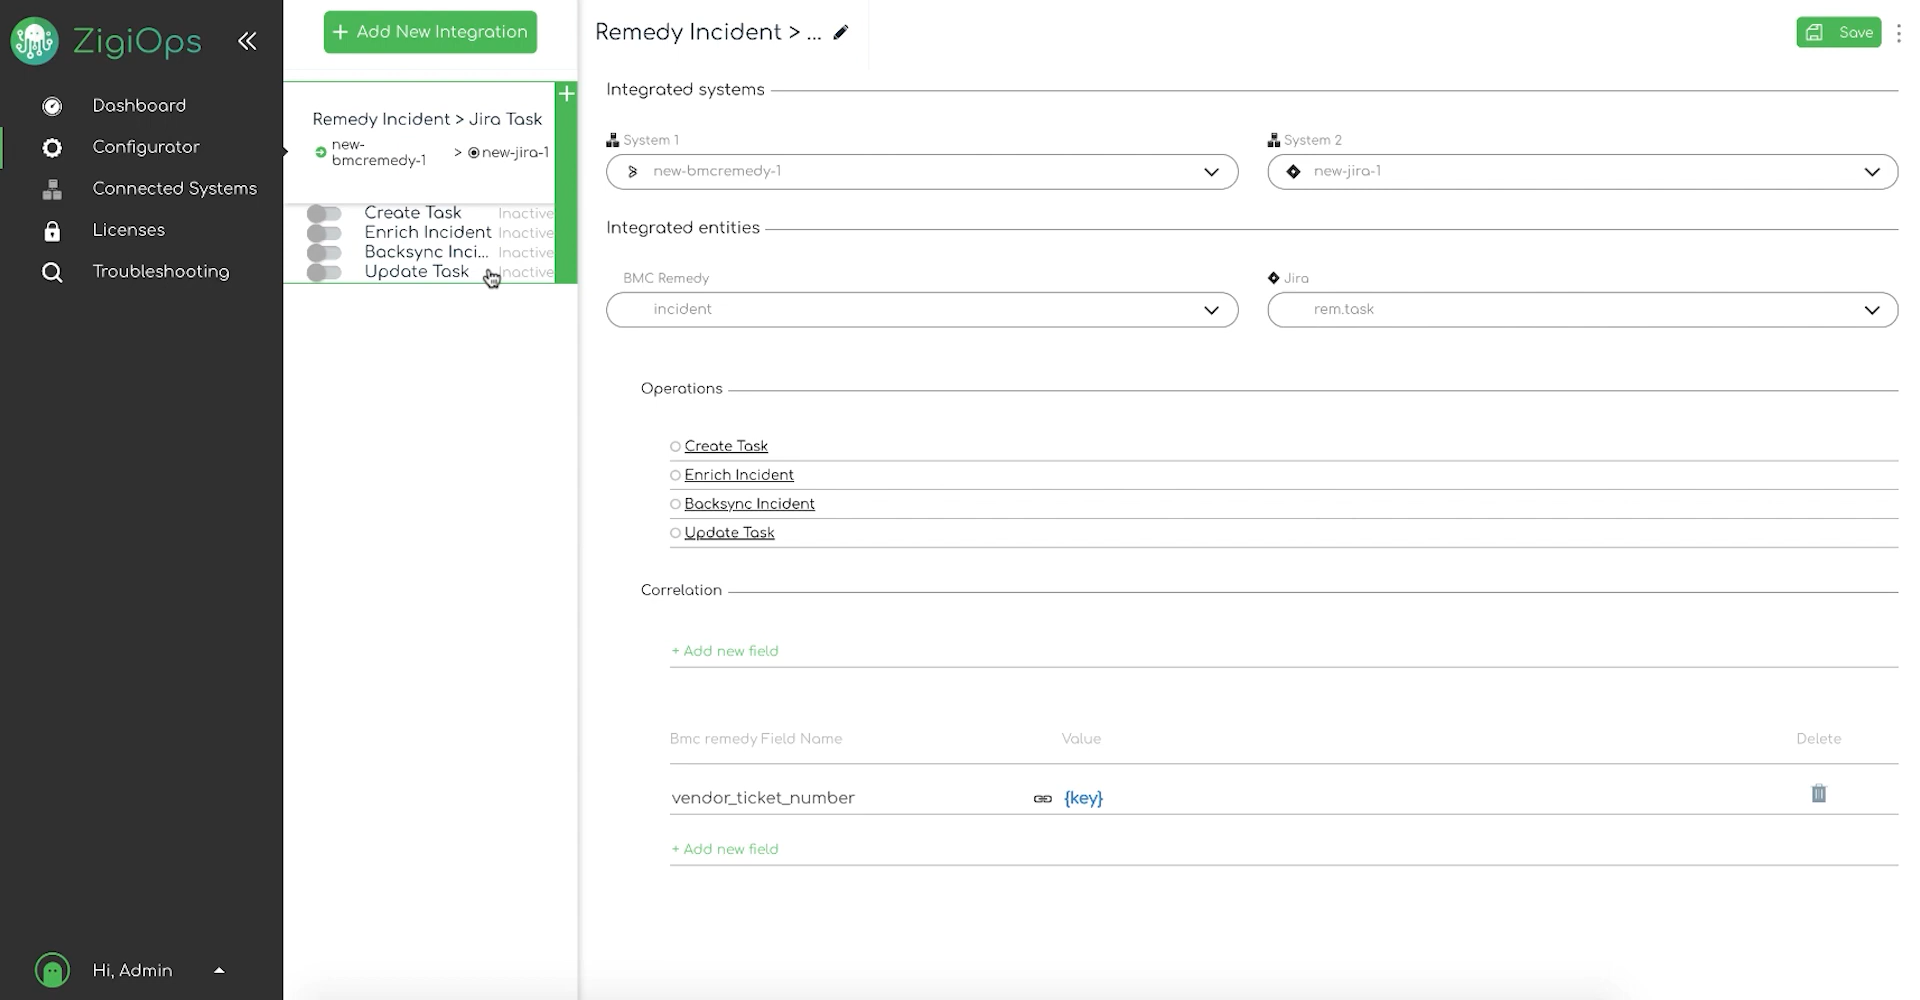 ZigiOps
Dashboard
Configurator
Connected Systems
Licenses
Troubleshooting
Hi, Admin
+ Add New Integration
+
Remedy Incident > Jira Task
new-
bmcremedy-1 > new-jira-1
Create Task Inactive
Enrich Incident Inactive
Backsync Inci... Inactive
Update Task Inactive
Remedy Incident > ...
Save
Integrated systems
System 1
new-bmcremedy-1
System 2
new-jira-1
Integrated entities
BMC Remedy
incident
Jira
rem.task
Operations
Create Task
Enrich Incident
Backsync Incident
Update Task
Correlation
+ Add new field
Bmc remedy Field Name Value Delete
vendor_ticket_number {key}
+ Add new field